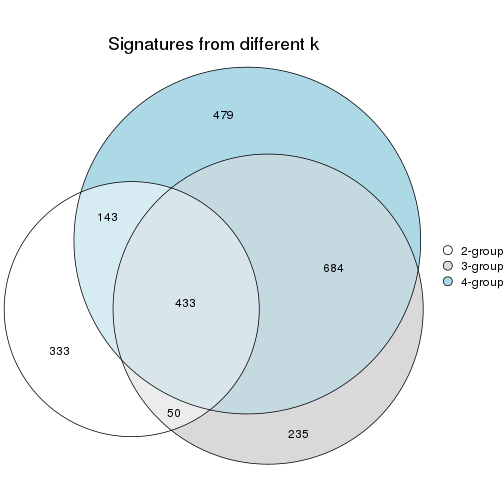 Signatures from different k
479
143
684
433
333
50
235
2-group
3-group
4-group